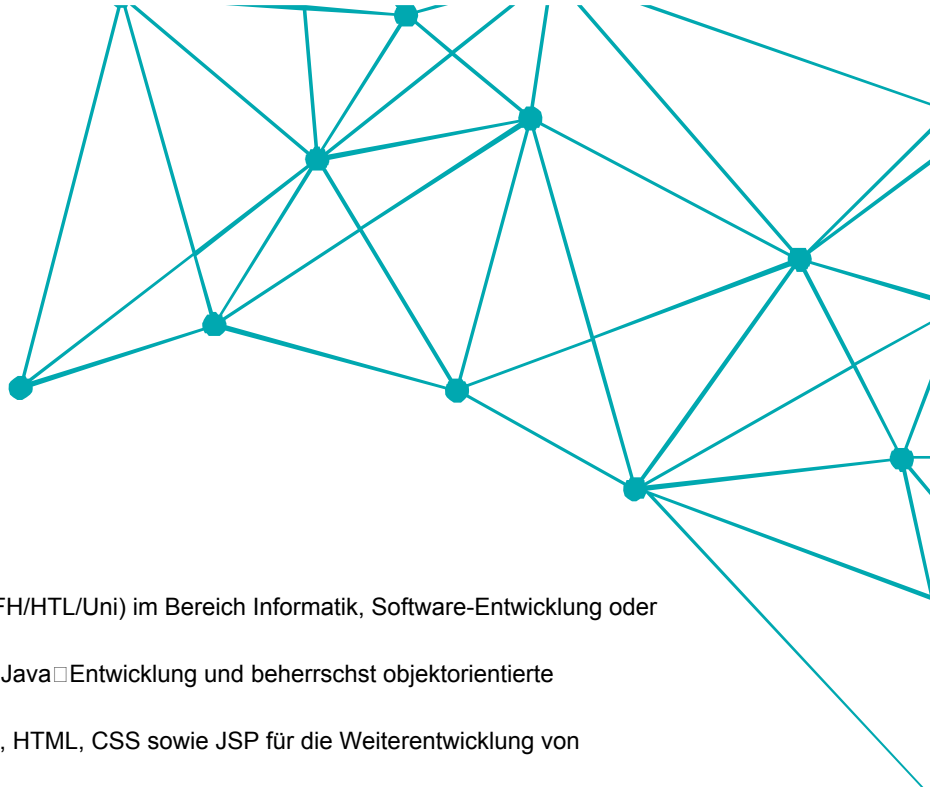 FH/HTL/Uni) im Bereich Informatik, Software-Entwicklung oder
Java□Entwicklung und beherrschst objektorientierte
, HTML, CSS sowie JSP für die Weiterentwicklung von